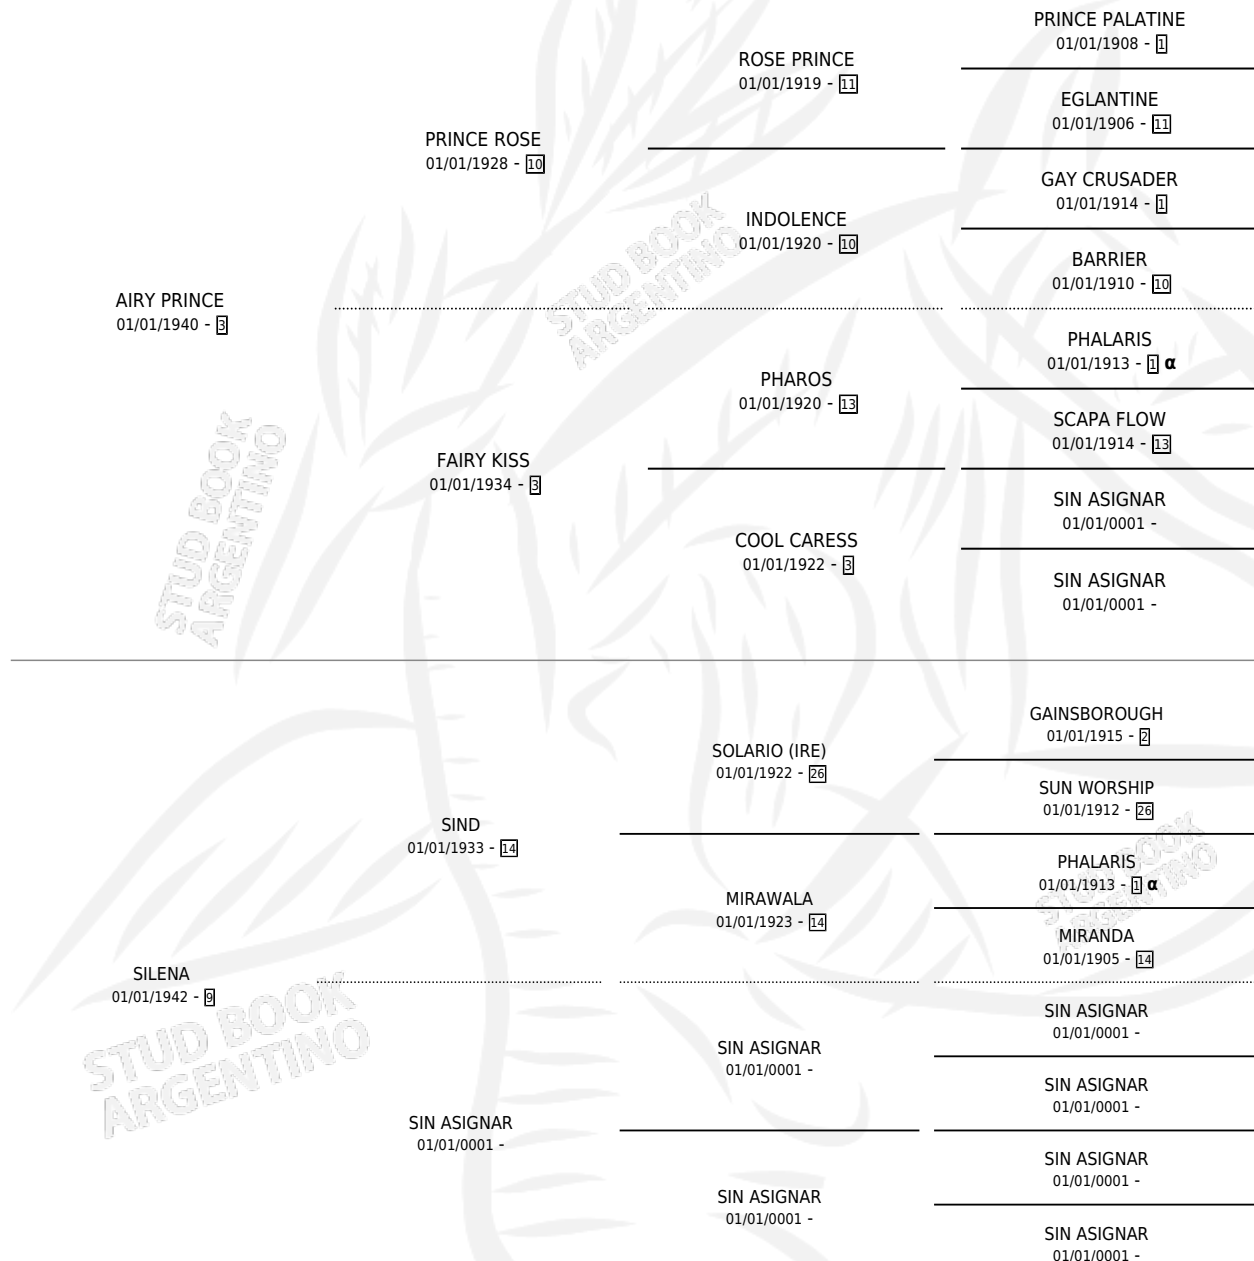 PRINCE PALATINE
01/01/1908 - 1
ROSE PRINCE
01/01/1919 - 11
EGLANTINE
01/01/1906 - 11
PRINCE ROSE
01/01/1928 - 10
GAY CRUSADER
01/01/1914 - 1
INDOLENCE
01/01/1920 - 10
BARRIER
01/01/1910 - 10
AIRY PRINCE
01/01/1940 - 3
PHALARIS
01/01/1913 - 1 α
PHAROS
01/01/1920 - 13
SCAPA FLOW
01/01/1914 - 13
FAIRY KISS
01/01/1934 - 3
SIN ASIGNAR
01/01/0001 -
COOL CARESS
01/01/1922 - 3
SIN ASIGNAR
01/01/0001 -
GAINSBOROUGH
01/01/1915 - 2
SOLARIO (IRE)
01/01/1922 - 26
SUN WORSHIP
01/01/1912 - 26
SIND
01/01/1933 - 14
PHALARIS
01/01/1913 - 1 α
MIRAWALA
01/01/1923 - 14
MIRANDA
01/01/1905 - 14
SILENA
01/01/1942 - 9
SIN ASIGNAR
01/01/0001 -
SIN ASIGNAR
01/01/0001 -
SIN ASIGNAR
01/01/0001 -
SIN ASIGNAR
01/01/0001 -
SIN ASIGNAR
01/01/0001 -
SIN ASIGNAR
01/01/0001 -
SIN ASIGNAR
01/01/0001 -
STUD BOOK
ARGENTINO
STUD BOOK
ARGENTINO
STUD BOOK
ARGENTINO
STUD BOOK
ARGENTINO